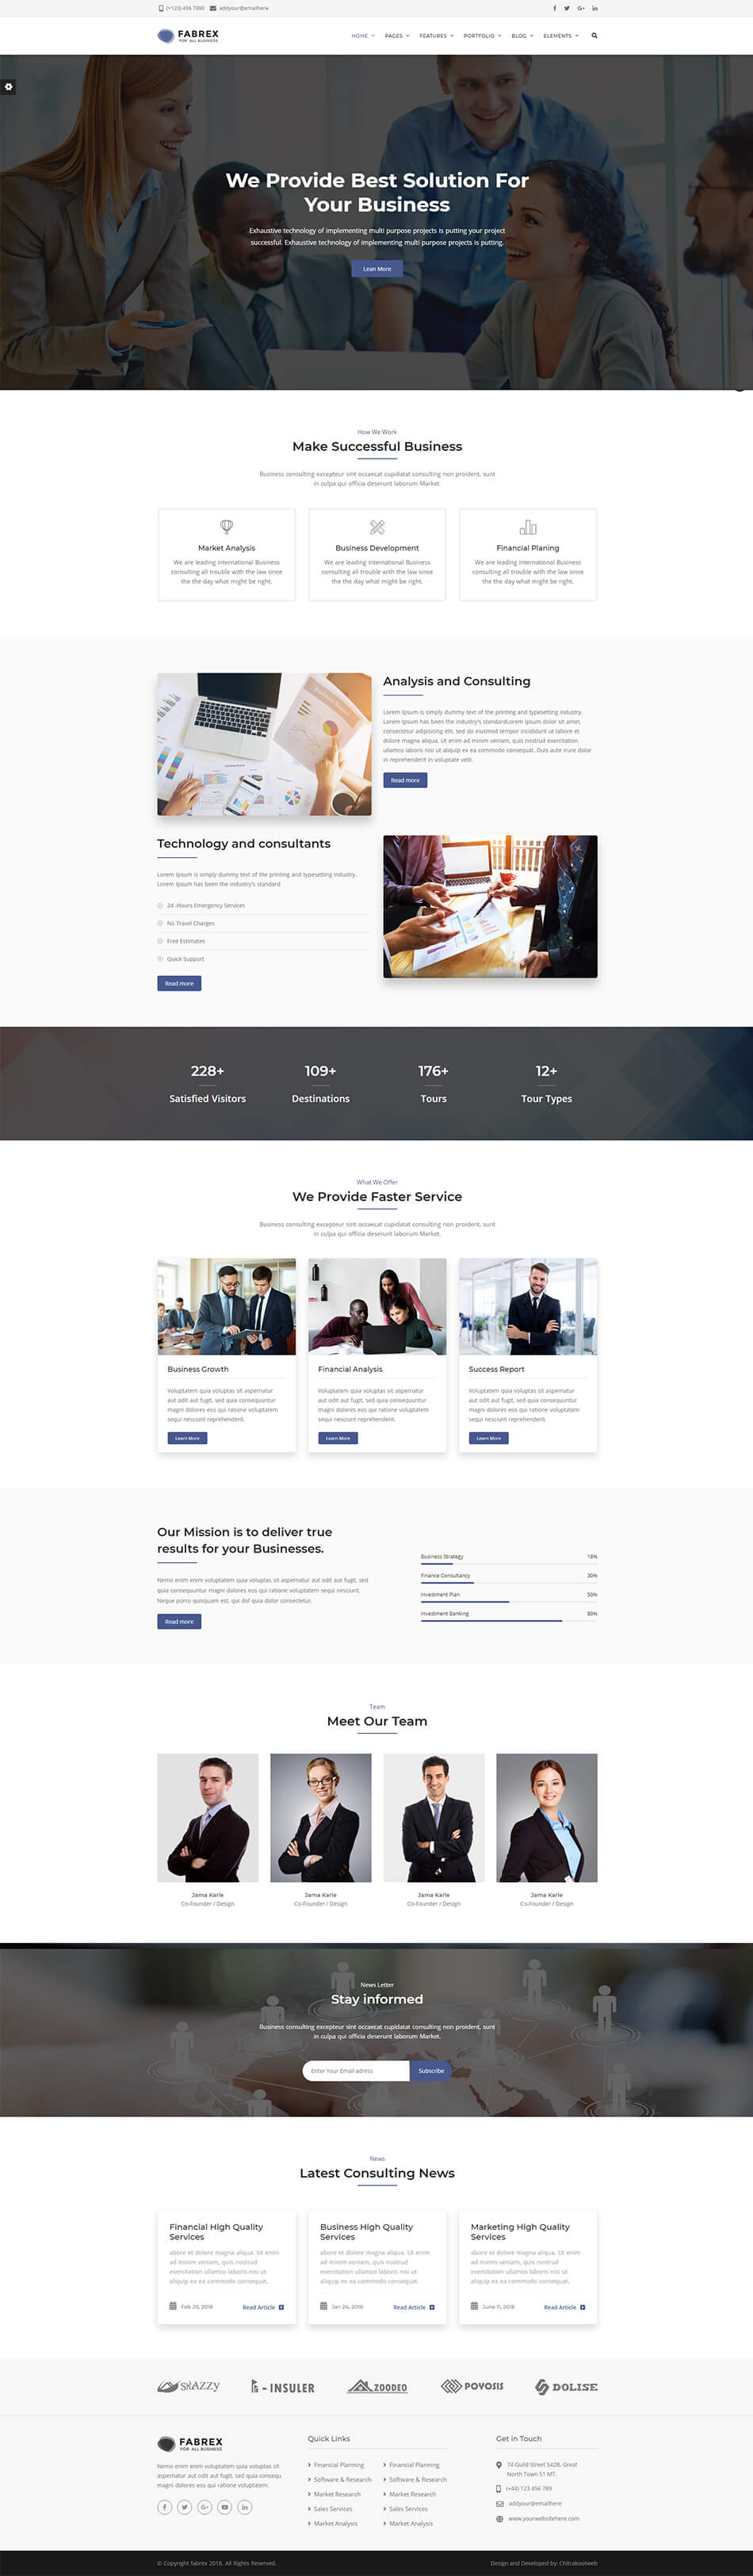 (+123) 456 7890 addyour@emailhere
FABREX
FOR ALL BUSINESS
HOME PAGES FEATURES PORTFOLIO BLOG ELEMENTS
We Provide Best Solution For
Your Business
Exhaustive technology of implementing multi purpose projects is putting your project
successful. Exhaustive technology of implementing multi purpose projects is putting.
Lean More
How We Work
Make Successful Business
Business consulting excepteur sint occaecat cupidatat consulting non proident, sunt
in culpa qui officia deserunt laborum Market.
Market Analysis
We are leading international Business
consulting all trouble with the law since
the the day what might be right.
Business Development
We are leading international Business
consulting all trouble with the law since
the the day what might be right.
Financial Planing
We are leading international Business
consulting all trouble with the law since
the the day what might be right.
Analysis and Consulting
Lorem Ipsum is simply dummy text of the printing and typesetting industry.
Lorem Ipsum has been the industry's standardLorem ipsum dolor sit amet,
consectetur adipisicing elit, sed do eiusmod tempor incididunt ut labore et
dolore magna aliqua. Ut enim ad minim veniam, quis nostrud exercitation
ullamco laboris nisi ut aliquip ex ea commodo consequat. Duis aute irure dolor
in reprehenderit in voluptate velit.
Read more
Technology and consultants
Lorem Ipsum is simply dummy text of the printing and typesetting industry.
Lorem Ipsum has been the industry's standard
24 -Hours Emergency Services
No Travel Charges
Free Estimates
Quick Support
Read more
228+
Satisfied Visitors
109+
Destinations
176+
Tours
12+
Tour Types
What We Offer
We Provide Faster Service
Business consulting excepteur sint occaecat cupidatat consulting non proident, sunt
in culpa qui officia deserunt laborum Market.
Business Growth
Voluptatem quia voluptas sit aspernatur
aut odit aut fugit, sed quia consequuntur
magni dolores eos qui ratione voluptatem
sequi nesciunt reprehenderit.
Learn More
Financial Analysis
Voluptatem quia voluptas sit aspernatur
aut odit aut fugit, sed quia consequuntur
magni dolores eos qui ratione voluptatem
sequi nesciunt reprehenderit.
Learn More
Success Report
Voluptatem quia voluptas sit aspernatur
aut odit aut fugit, sed quia consequuntur
magni dolores eos qui ratione voluptatem
sequi nesciunt reprehenderit.
Learn More
Our Mission is to deliver true
results for your Businesses.
Nemo enim enim voluptatem quia voluptas sit aspernatur aut odit aut fugit, sed
quia consequuntur magni dolores eos qui ratione voluptatem sequi nesciunt.
Neque porro quisquam est, qui dol quia dolor consectetur.
Read more
Business Strategy 18%
Finance Consultancy 30%
Investment Plan 50%
Investment Banking 80%
Team
Meet Our Team
Jama Karle
Co-Founder / Design
Jama Karle
Co-Founder / Design
Jama Karle
Co-Founder / Design
Jama Karle
Co-Founder / Design
News Letter
Stay informed
Business consulting excepteur sint occaecat cupidatat consulting non proident, sunt
in culpa qui officia deserunt laborum Market.
Enter Your Email adress Subscribe
News
Latest Consulting News
Financial High Quality
Services
abore et dolore magna aliqua. Ut enim
ad minim veniam, quis nostrud
exercitation ullamco laboris nisi ut
aliquip ex ea commodo consequat.
Feb 20, 2018 Read Article
Business High Quality
Services
abore et dolore magna aliqua. Ut enim
ad minim veniam, quis nostrud
exercitation ullamco laboris nisi ut
aliquip ex ea commodo consequat.
Jan 24, 2018 Read Article
Marketing High Quality
Services
abore et dolore magna aliqua. Ut enim
ad minim veniam, quis nostrud
exercitation ullamco laboris nisi ut
aliquip ex ea commodo consequat.
June 11, 2018 Read Article
SKAZZY
- INSULER
ZOODEO
POYOSIS
DOLISE
FABREX
FOR ALL BUSINESS
Nemo enim enim voluptatem quia voluptas sit
aspernatur aut odit aut fugit, sed quia consequ
magni dolores eos qui ratione voluptatem.
Quick Links
Financial Planning
Software & Research
Market Research
Sales Services
Market Analysis
Financial Planning
Software & Research
Market Research
Sales Services
Market Analysis
Get in Touch
74 Guild Street 542B, Great
North Town 51 MT.
(+44) 123 456 789
addyour@emailhere
www.yourwebsitehere.com
© Copyright fabrex 2018. All Rights Reserved.
Design and Developed by: Chitrakootweb